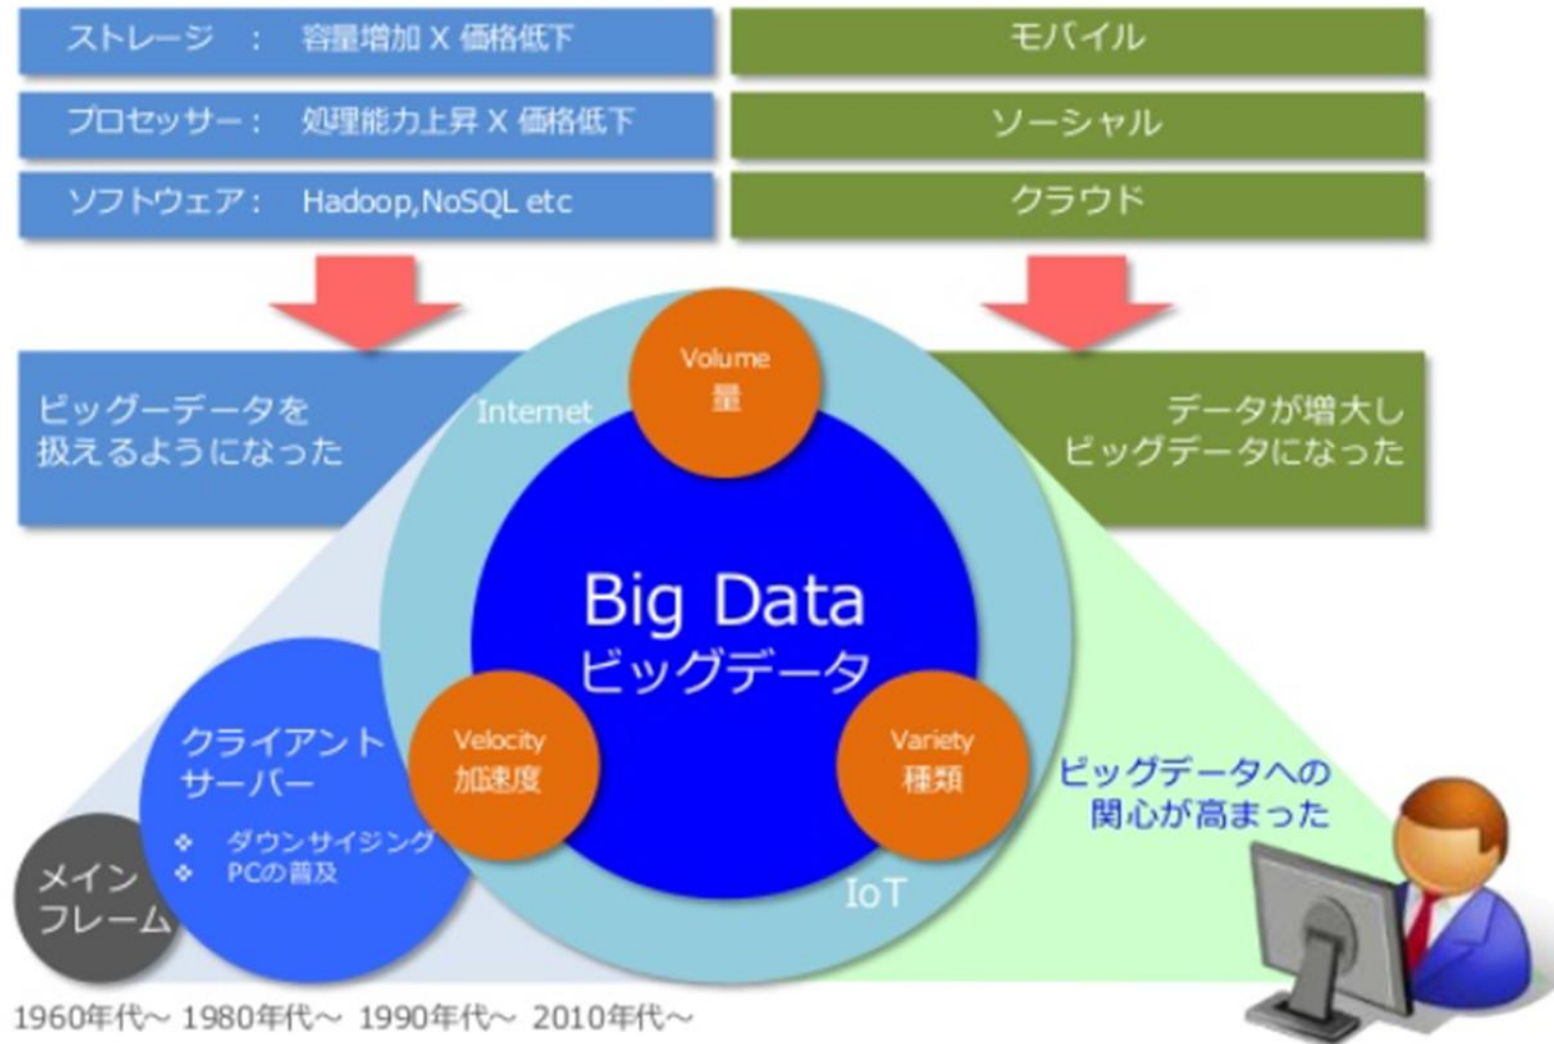 ストレージ ： 容量増加 X 価格低下
プロセッサー： 処理能力上昇 X 価格低下
ソフトウェア： Hadoop,NoSQL etc
モバイル
ソーシャル
クラウド
ビッグーデータを
扱えるようになった
データが増大し
ビッグデータになった
Internet
Volume
量
Big Data
ビッグデータ
Velocity
加速度
Variety
種類
IoT
クライアント
サーバー
❖ ダウンサイジング
❖ PCの普及
メイン
フレーム
ビッグデータへの
関心が高まった
1960年代～ 1980年代～ 1990年代～ 2010年代～